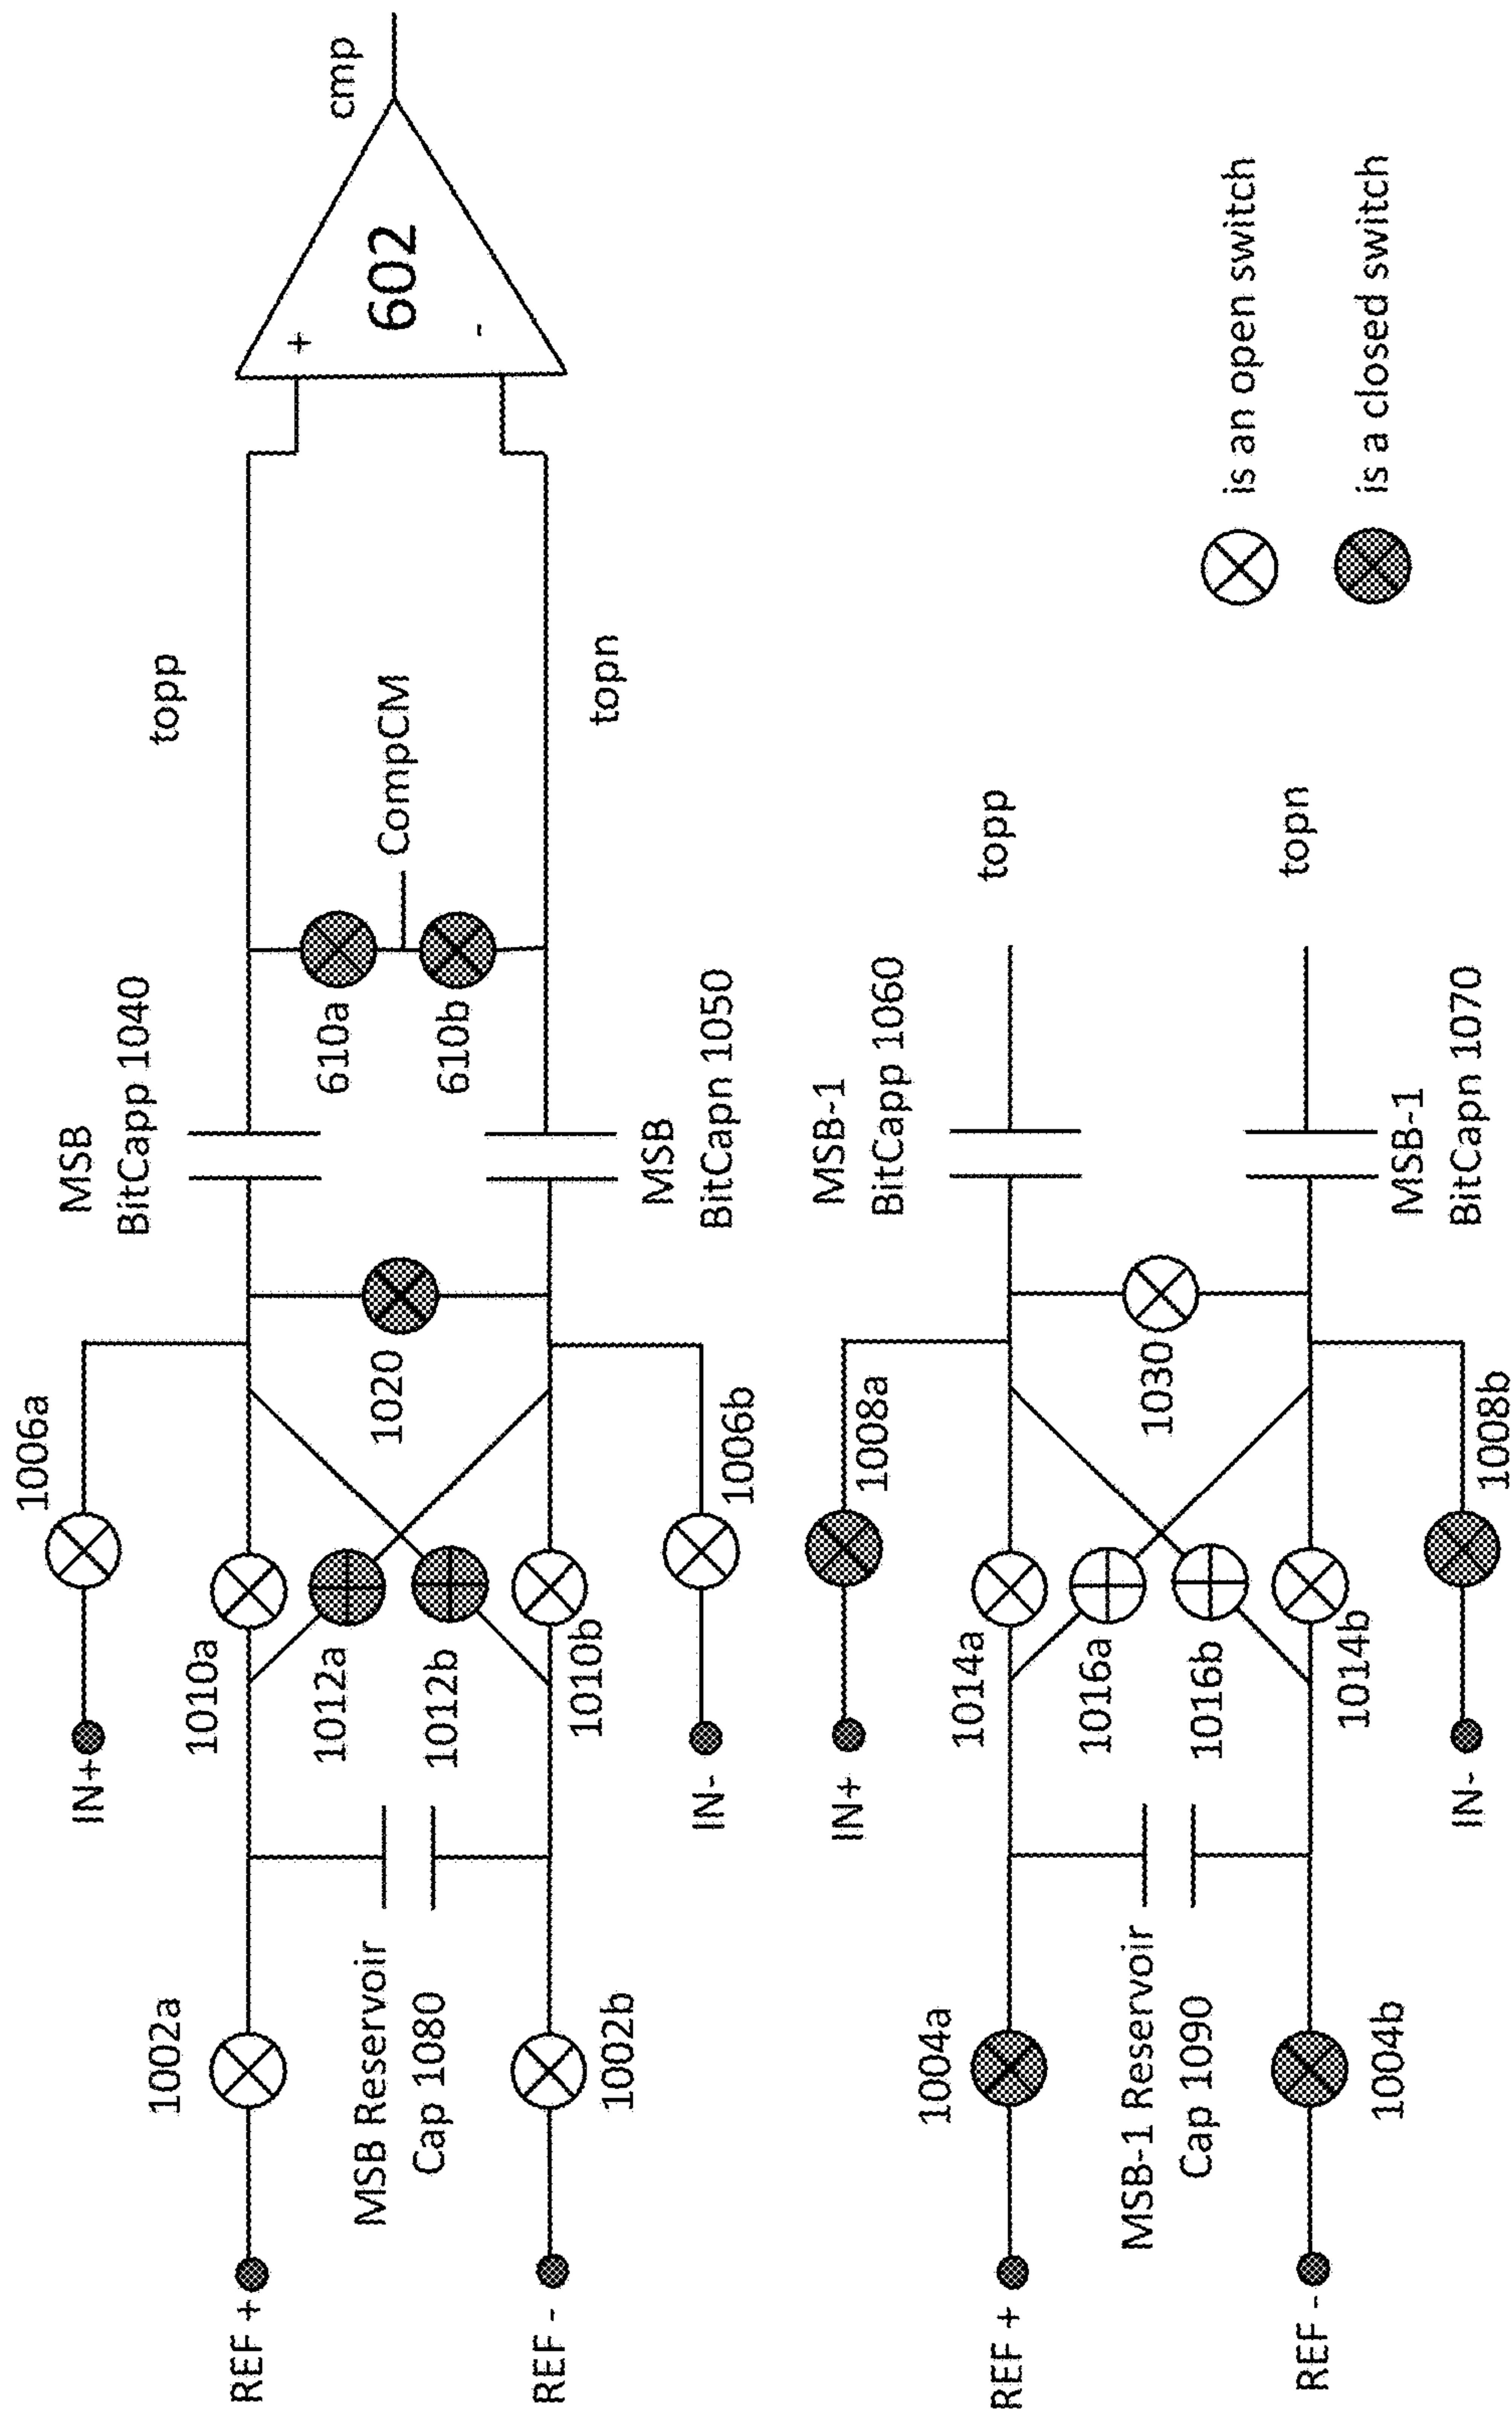 IN+
1006a
MSB
BitCapp 1040
topp
cmp
REF +
1002a
1010a
MSB Reservoir
Cap 1080
1012a
1012b
1020
610a
610b
CompCM
+
602
-
REF -
1002b
1010b
topn
IN-
1006b
MSB
BitCapn 1050
IN+
1008a
MSB-1
BitCapp 1060
topp
REF +
1004a
1014a
MSB-1 Reservoir
Cap 1090
1016a
1016b
1030
REF -
1004b
1014b
topn
IN-
1008b
MSB-1
BitCapn 1070
is an open switch
is a closed switch